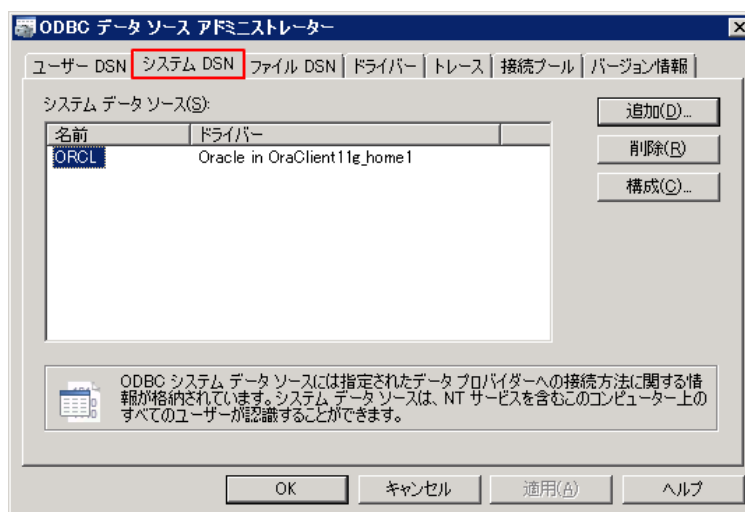 ODBC データ ソース アドミニストレーター
ユーザー DSN システム DSN ファイル DSN ドライバー トレース 接続プール バージョン情報
システム データ ソース(S):
追加(D)...
名前 ドライバー
削除(R)
ORCL Oracle in OraClient11g_home1
構成(C)...
ODBC システム データ ソースには指定されたデータ プロバイダーへの接続方法に関する情
報が格納されています。システム データ ソースは、NT サービスを含むこのコンピューター上の
すべてのユーザーが認識することができます。
OK キャンセル 適用(A) ヘルプ